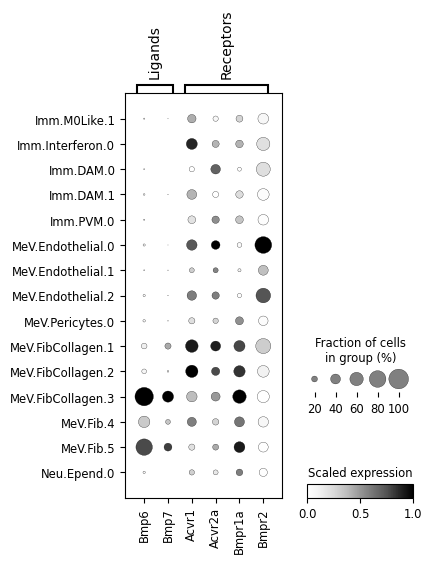 Ligands
Receptors
Imm.M0Like.1
Imm.Interferon.0
Imm.DAM.0
Imm.DAM.1
Imm.PVM.0
MeV.Endothelial.0
MeV.Endothelial.1
MeV.Endothelial.2
MeV.Pericytes.0
MeV.FibCollagen.1
MeV.FibCollagen.2
MeV.FibCollagen.3
MeV.Fib.4
MeV.Fib.5
Neu.Epend.0
Bmp6
Bmp7
Acvr1
Acvr2a
Bmpr1a
Bmpr2
Fraction of cells
in group (%)
20 40 60 80 100
Scaled expression
0.0 0.5 1.0